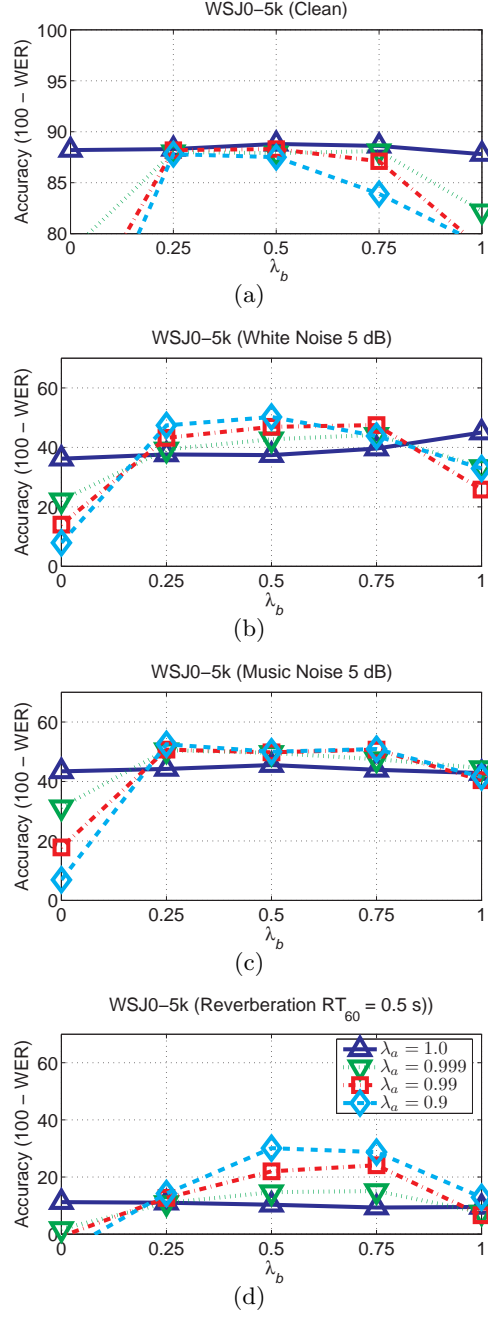 WSJ0−5k (Clean)
100
95
90
85
80
Accuracy (100 − WER)
0 0.25 0.5 0.75 1
λb
(a)
WSJ0−5k (White Noise 5 dB)
60
40
20
0
Accuracy (100 − WER)
0 0.25 0.5 0.75 1
λb
(b)
WSJ0−5k (Music Noise 5 dB)
60
40
20
0
Accuracy (100 − WER)
0 0.25 0.5 0.75 1
λb
(c)
WSJ0−5k (Reverberation RT60 = 0.5 s))
60
40
20
0
Accuracy (100 − WER)
λa = 1.0
λa = 0.999
λa = 0.99
λa = 0.9
0 0.25 0.5 0.75 1
λb
(d)